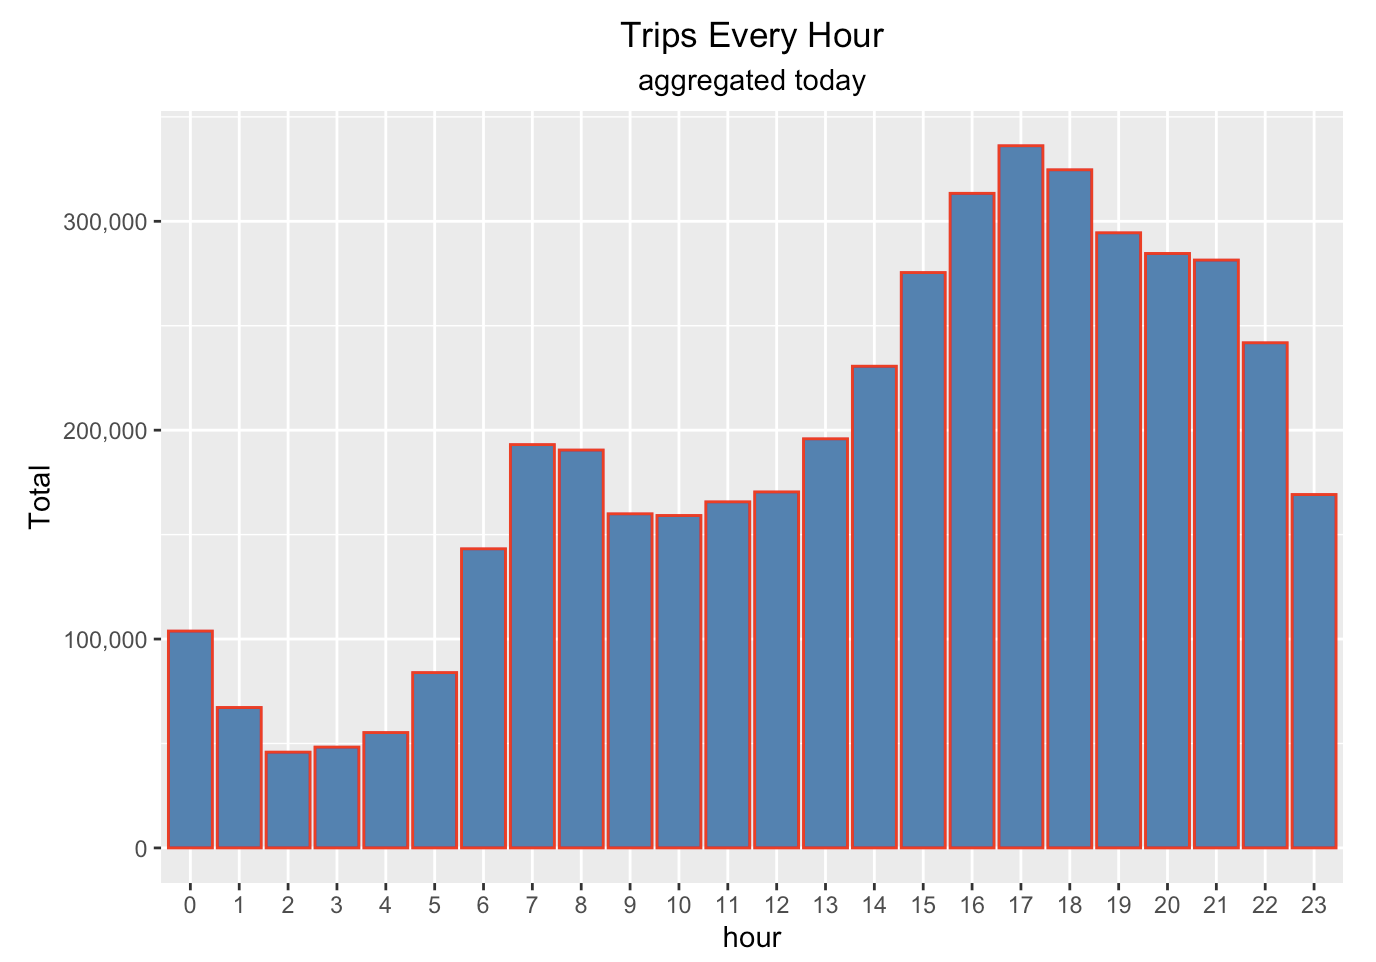 Trips Every Hour
aggregated today
Total
300,000
200,000
100,000
0
0 1 2 3 4 5 6 7 8 9 10 11 12 13 14 15 16 17 18 19 20 21 22 23
hour